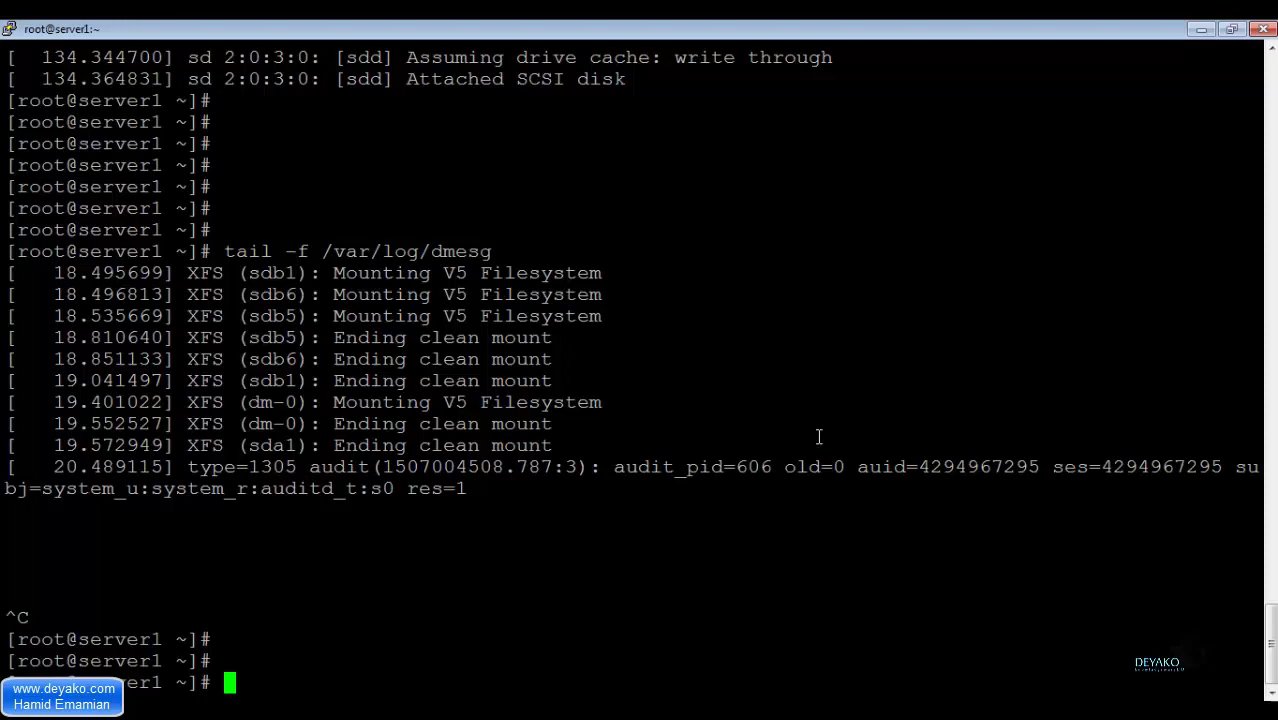 root@server1:~
[  134.344700] sd 2:0:3:0: [sdd] Assuming drive cache: write through
[  134.364831] sd 2:0:3:0: [sdd] Attached SCSI disk
[root@server1 ~]#
[root@server1 ~]#
[root@server1 ~]#
[root@server1 ~]#
[root@server1 ~]#
[root@server1 ~]#
[root@server1 ~]#
[root@server1 ~]# tail -f /var/log/dmesg
[   18.495699] XFS (sdb1): Mounting V5 Filesystem
[   18.496813] XFS (sdb6): Mounting V5 Filesystem
[   18.535669] XFS (sdb5): Mounting V5 Filesystem
[   18.810640] XFS (sdb5): Ending clean mount
[   18.851133] XFS (sdb6): Ending clean mount
[   19.041497] XFS (sdb1): Ending clean mount
[   19.401022] XFS (dm-0): Mounting V5 Filesystem
[   19.552527] XFS (dm-0): Ending clean mount
[   19.572949] XFS (sda1): Ending clean mount
[   20.489115] type=1305 audit(1507004508.787:3): audit_pid=606 old=0 auid=4294967295 ses=4294967295 su
bj=system_u:system_r:auditd_t:s0 res=1
^C
[root@server1 ~]#
[root@server1 ~]#
erver1 ~]#
www.deyako.com
Hamid Emamian
DEYAKO